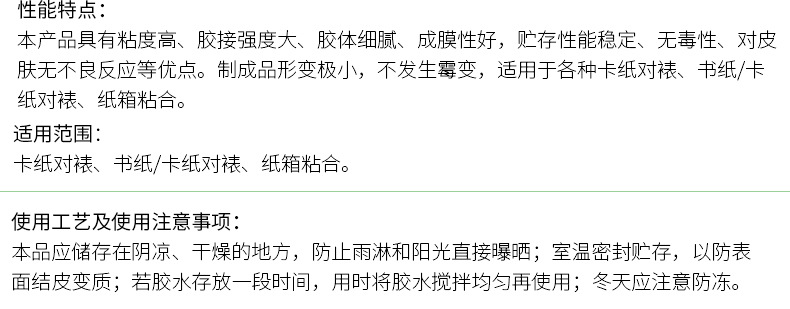 性能特点：
本产品具有粘度高、胶接强度大、胶体细腻、成膜性好，贮存性能稳定、无毒性、对皮
肤无不良反应等优点。制成品形变极小，不发生霉变，适用于各种卡纸对裱、书纸/卡
纸对裱、纸箱粘合。
适用范围：
卡纸对裱、书纸/卡纸对裱、纸箱粘合。
使用工艺及使用注意事项：
本品应储存在阴凉、干燥的地方，防止雨淋和阳光直接曝晒；室温密封贮存，以防表
面结皮变质；若胶水存放一段时间，用时将胶水搅拌均匀再使用；冬天应注意防冻。